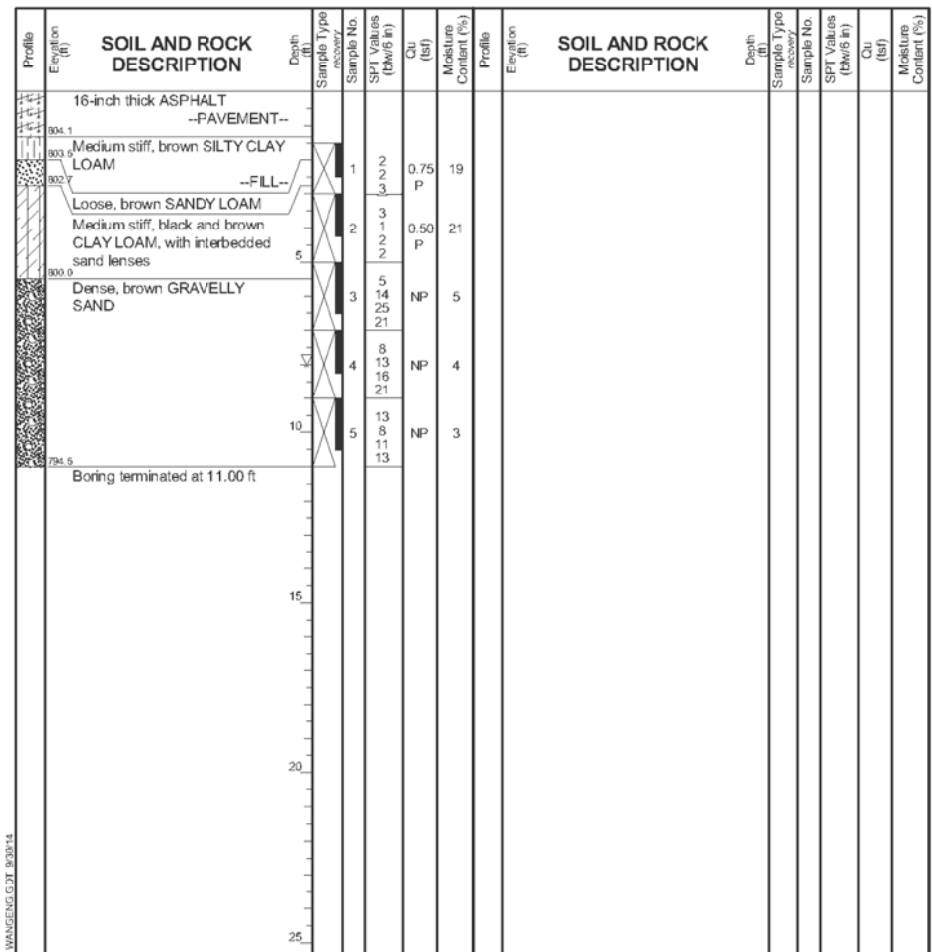 Profile
Elevation
(ft)
SOIL AND ROCK
DESCRIPTION
Depth
(ft)
Sample Type
recovery
Sample No.
SPT Values
(blw/6 in)
Qu
(tsf)
Moisture
Content (%)
Profile
Elevation
(ft)
SOIL AND ROCK
DESCRIPTION
Depth
(ft)
Sample Type
recovery
Sample No.
SPT Values
(blw/6 in)
Qu
(tsf)
Moisture
Content (%)
16-inch thick ASPHALT
--PAVEMENT--
804.1
Medium stiff, brown SILTY CLAY
LOAM
--FILL--
803.5
802.7
1
2
2
3
0.75
P
19
Loose, brown SANDY LOAM
Medium stiff, black and brown
CLAY LOAM, with interbedded
sand lenses
5
2
3
1
2
2
0.50
P
21
Dense, brown GRAVELLY
SAND
3
5
14
25
21
NP
5
4
8
13
16
21
NP
4
10
5
13
8
11
13
NP
3
794.5
Boring terminated at 11.00 ft
15
20
25
WANGENG.GDT 9/30/14